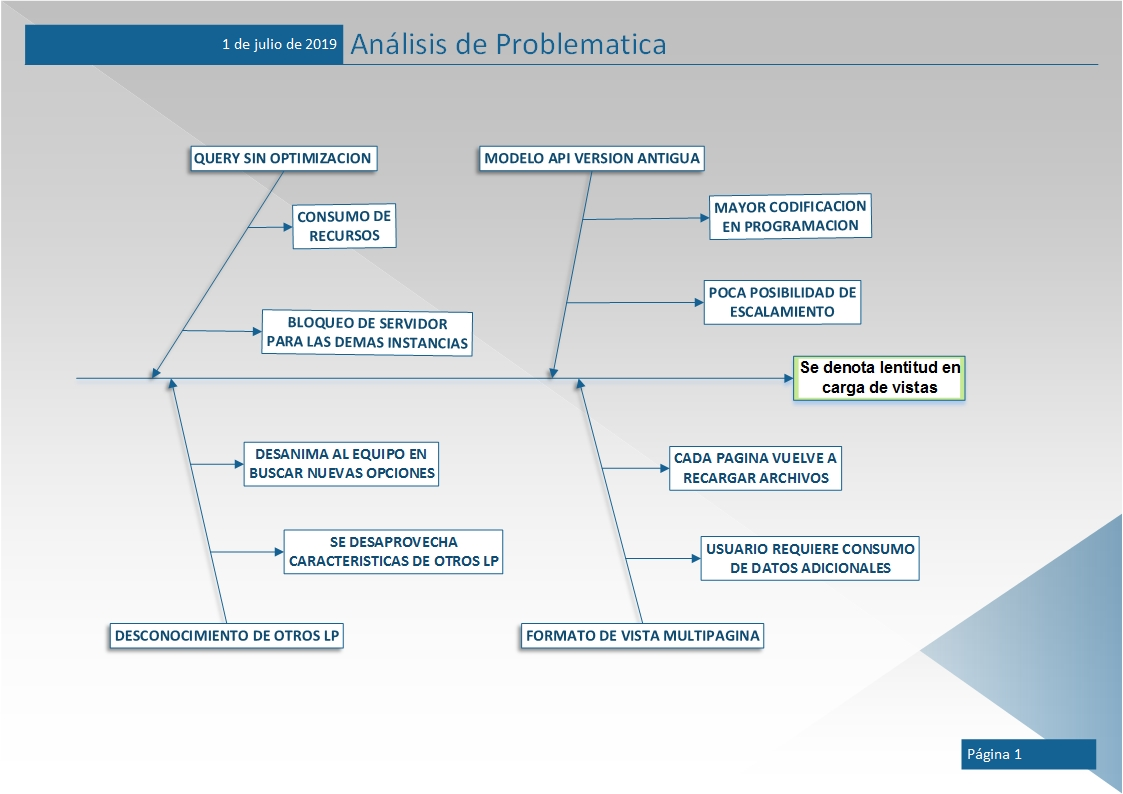 1 de julio de 2019
Análisis de Problematica
QUERY SIN OPTIMIZACION
MODELO API VERSION ANTIGUA
CONSUMO DE
RECURSOS
MAYOR CODIFICACION
EN PROGRAMACION
BLOQUEO DE SERVIDOR
PARA LAS DEMAS INSTANCIAS
POCA POSIBILIDAD DE
ESCALAMIENTO
Se denota lentitud en
carga de vistas
DESANIMA AL EQUIPO EN
BUSCAR NUEVAS OPCIONES
CADA PAGINA VUELVE A
RECARGAR ARCHIVOS
SE DESAPROVECHA
CARACTERISTICAS DE OTROS LP
USUARIO REQUIERE CONSUMO
DE DATOS ADICIONALES
DESCONOCIMIENTO DE OTROS LP
FORMATO DE VISTA MULTIPAGINA
Página 1